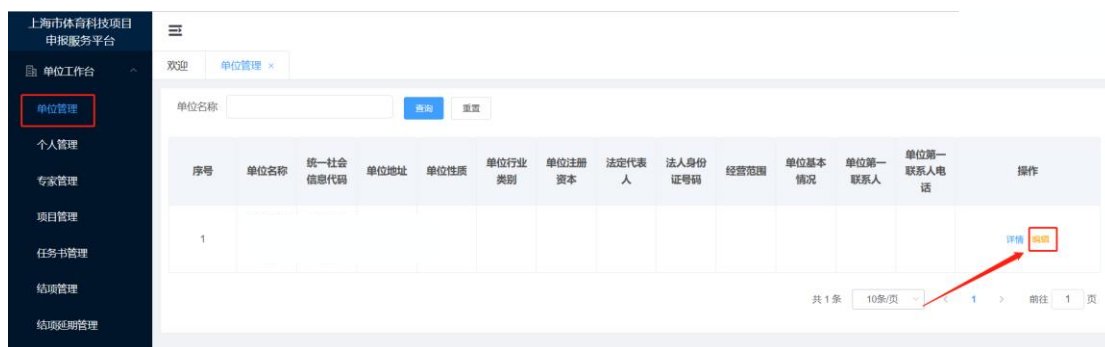 上海市体育科技项目
申报服务平台
单位工作台
单位管理
个人管理
专家管理
项目管理
任务书管理
结项管理
结项延期管理
欢迎 单位管理 ×
单位名称 查询 重置
序号 单位名称 统一社会信息代码 单位地址 单位性质 单位行业类别 单位注册资本 法定代表人 法人身份证号码 经营范围 单位基本情况 单位第一联系人 单位第一联系人电话 操作
1 详情 编辑
共 1 条 10条/页 < 1 > 前往 1 页